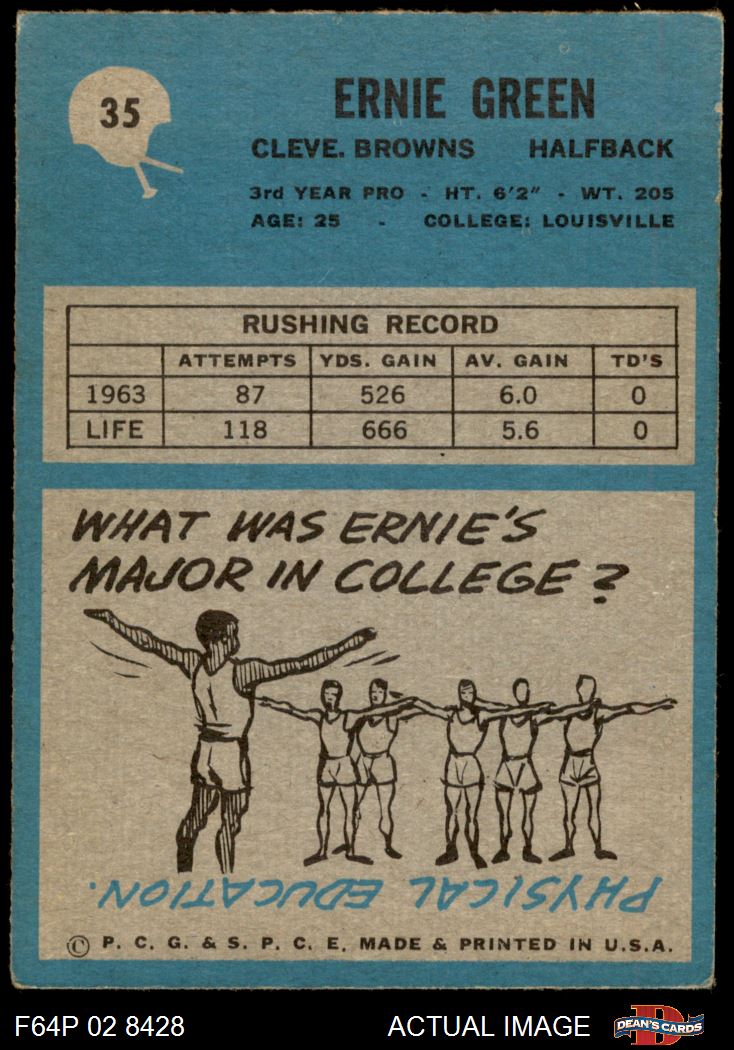 35
ERNIE GREEN
CLEVE. BROWNS HALFBACK
3rd YEAR PRO - HT. 6'2" - WT. 205
AGE: 25 - COLLEGE: LOUISVILLE
RUSHING RECORD
ATTEMPTS YDS. GAIN AV. GAIN TD'S
1963 87 526 6.0 0
LIFE 118 666 5.6 0
WHAT WAS ERNIE'S
MAJOR IN COLLEGE?
PHYSICAL EDUCATION.
© P. C. G. & S. P. C. E. MADE & PRINTED IN U.S.A.
F64P 02 8428 ACTUAL IMAGE D DEAN'S CARDS